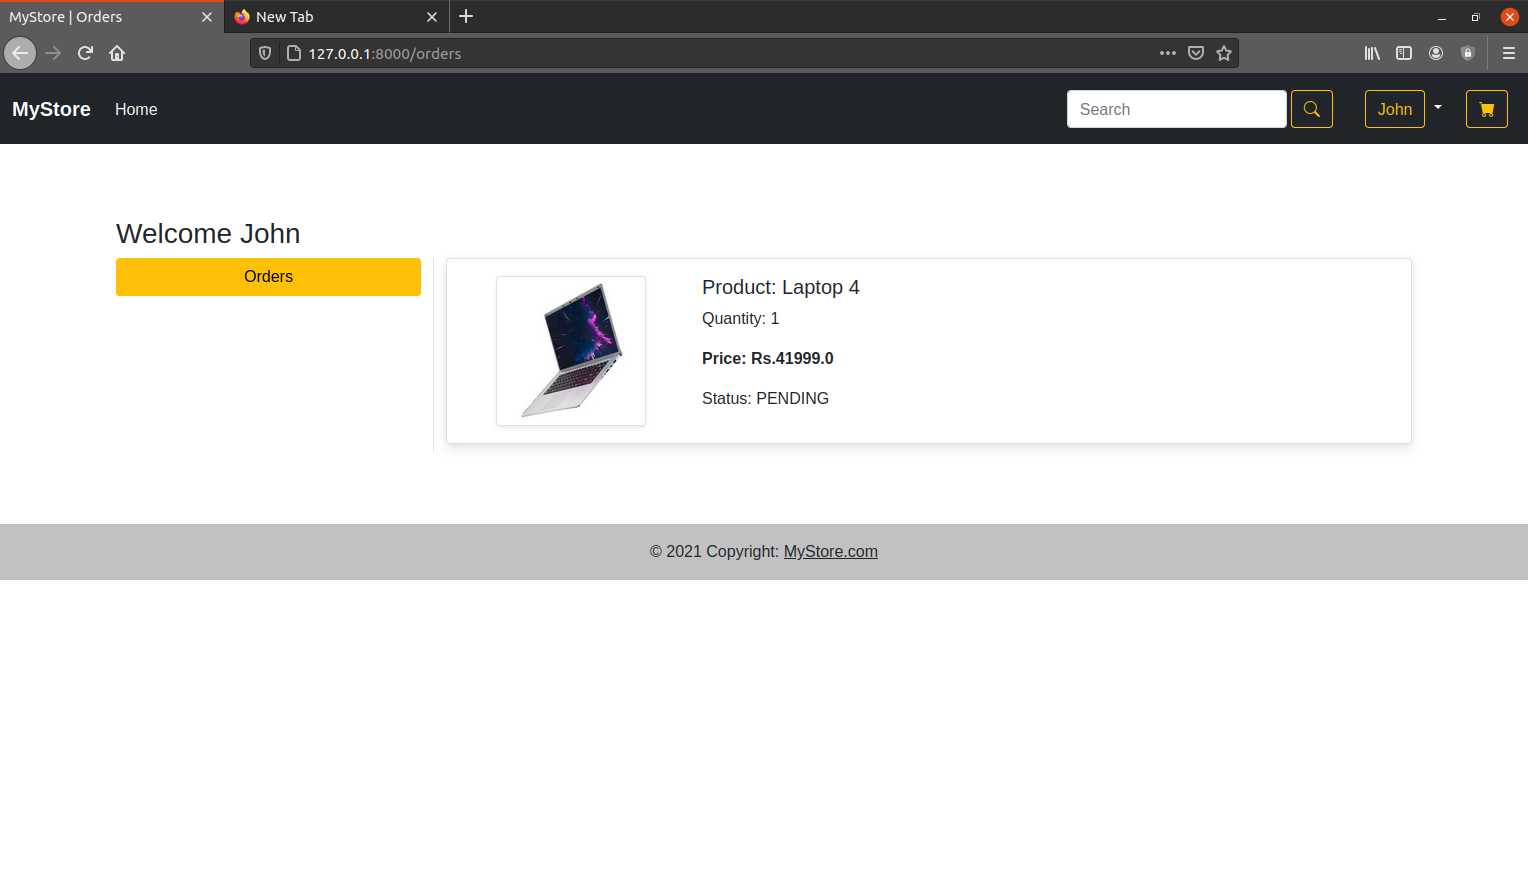 MyStore | Orders
New Tab
127.0.0.1:8000/orders
MyStore
Home
Search
John
Welcome John
Orders
Product: Laptop 4
Quantity: 1
Price: Rs.41999.0
Status: PENDING
© 2021 Copyright: MyStore.com